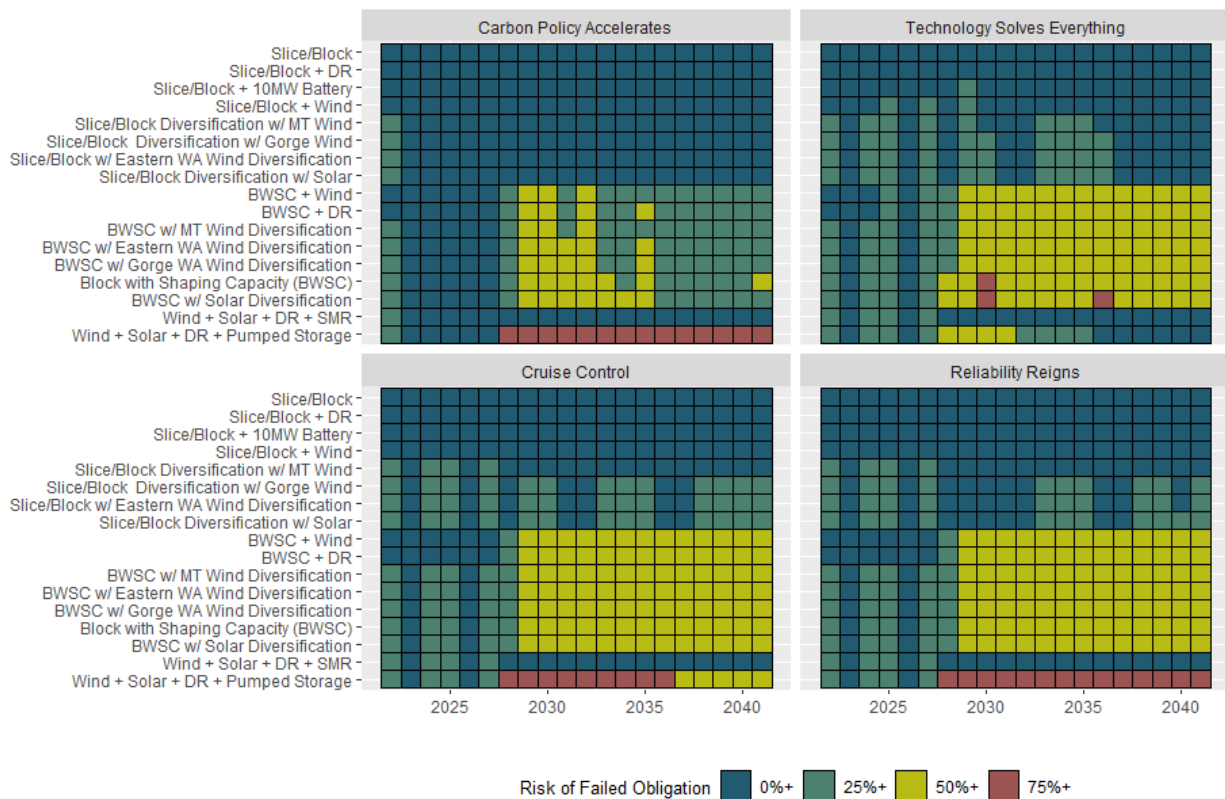 Carbon Policy Accelerates
Technology Solves Everything
Slice/Block
Slice/Block + DR
Slice/Block + 10MW Battery
Slice/Block + Wind
Slice/Block Diversification w/ MT Wind
Slice/Block  Diversification w/ Gorge Wind
Slice/Block w/ Eastern WA Wind Diversification
Slice/Block Diversification w/ Solar
BWSC + Wind
BWSC + DR
BWSC w/ MT Wind Diversification
BWSC w/ Eastern WA Wind Diversification
BWSC w/ Gorge WA Wind Diversification
Block with Shaping Capacity (BWSC)
BWSC w/ Solar Diversification
Wind + Solar + DR + SMR
Wind + Solar + DR + Pumped Storage
Cruise Control
Reliability Reigns
Slice/Block
Slice/Block + DR
Slice/Block + 10MW Battery
Slice/Block + Wind
Slice/Block Diversification w/ MT Wind
Slice/Block  Diversification w/ Gorge Wind
Slice/Block w/ Eastern WA Wind Diversification
Slice/Block Diversification w/ Solar
BWSC + Wind
BWSC + DR
BWSC w/ MT Wind Diversification
BWSC w/ Eastern WA Wind Diversification
BWSC w/ Gorge WA Wind Diversification
Block with Shaping Capacity (BWSC)
BWSC w/ Solar Diversification
Wind + Solar + DR + SMR
Wind + Solar + DR + Pumped Storage
2025 2030 2035 2040
2025 2030 2035 2040
Risk of Failed Obligation 0%+ 25%+ 50%+ 75%+